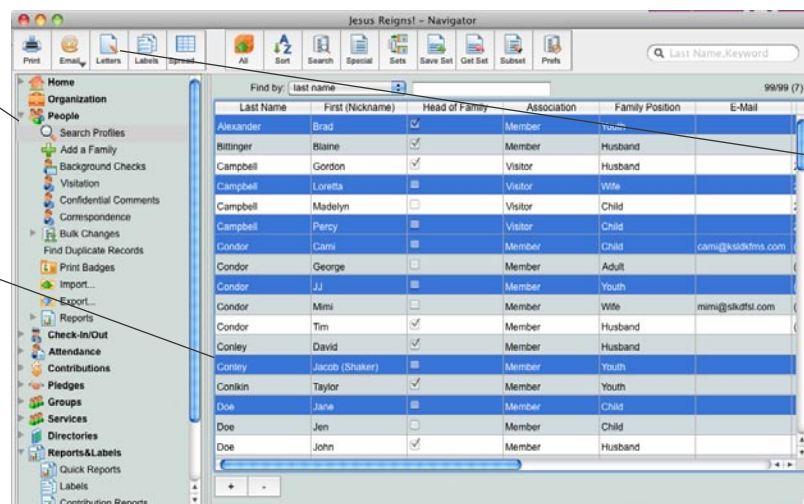 Jesus Reigns! – Navigator
Print Email Letters Labels Spread All Sort Search Special Sets Save Set Get Set Subset Prefs Last Name,Keyword
Home
Organization
People
Search Profiles
Add a Family
Background Checks
Visitation
Confidential Comments
Correspondence
Bulk Changes
Find Duplicate Records
Print Badges
Import...
Export...
Reports
Check-In/Out
Attendance
Contributions
Pledges
Groups
Services
Directories
Reports&Labels
Quick Reports
Labels
Contribution Reports
Find by: last name 99/99 (7)
Last Name First (Nickname) Head of Family Association Family Position E-Mail
Alexander Brad Member Youth
Bittinger Blaine Member Husband
Campbell Gordon Visitor Husband
Campbell Loretta Visitor Wife
Campbell Madelyn Visitor Child
Campbell Percy Visitor Child
Condor Cami Member Child cami@ksldkfms.com
Condor George Member Adult
Condor JJ Member Youth
Condor Mimi Member Wife mimi@slkdfsl.com
Condor Tim Member Husband
Conley David Member Husband
Conley Jacob (Shaker) Member Youth
Conlkin Taylor Member Youth
Doe Jane Member Child
Doe Jen Member Child
Doe John Member Husband
+ -